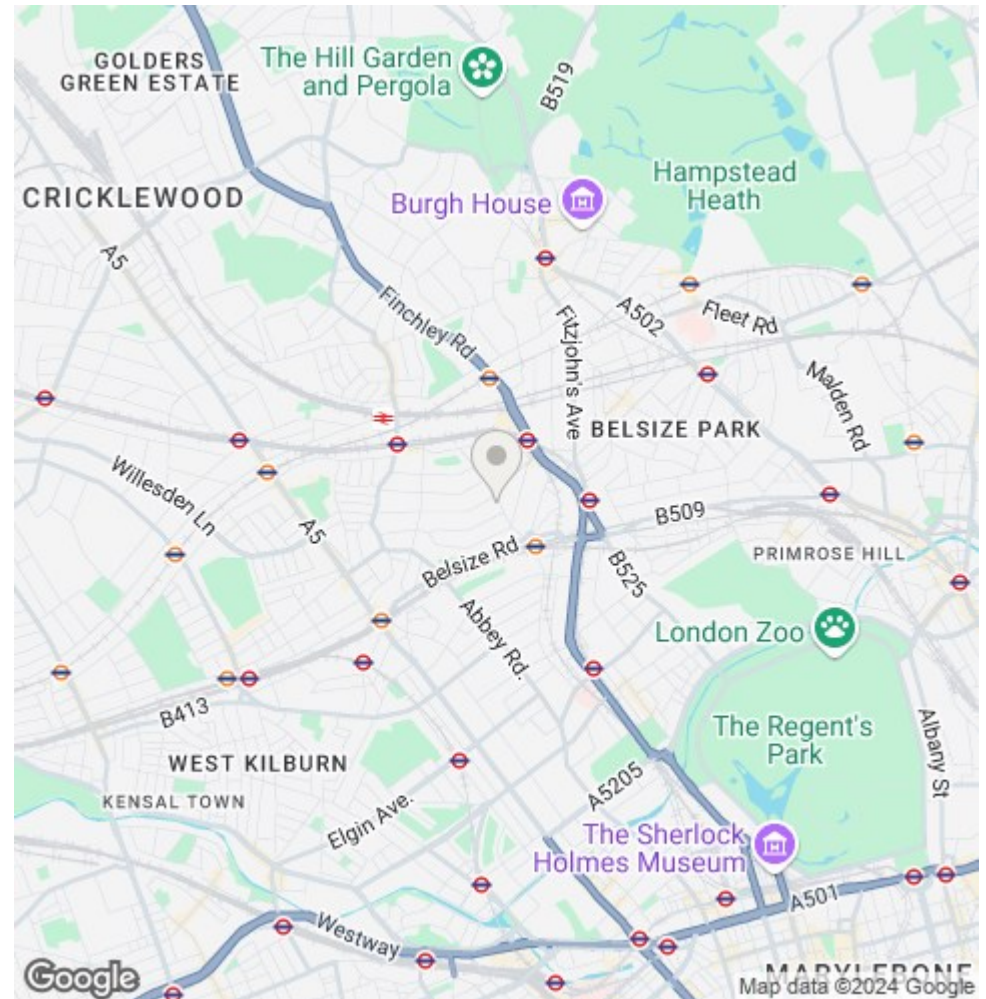 GOLDERS
GREEN ESTATE
The Hill Garden
and Pergola
B519
Hampstead
Heath
CRICKLEWOOD
Burgh House
A5
Finchley Rd
Fitzjohn's Ave
A502
Fleet Rd
Malden Rd
BELSIZE PARK
Willesden Ln
A5
B509
Belsize Rd
PRIMROSE HILL
B525
Abbey Rd.
London Zoo
B413
The Regent's
Park
Albany St
WEST KILBURN
KENSAL TOWN
A5205
Elgin Ave.
The Sherlock
Holmes Museum
A501
Westway
MARYLEBONE
Google
Map data ©2024 Google